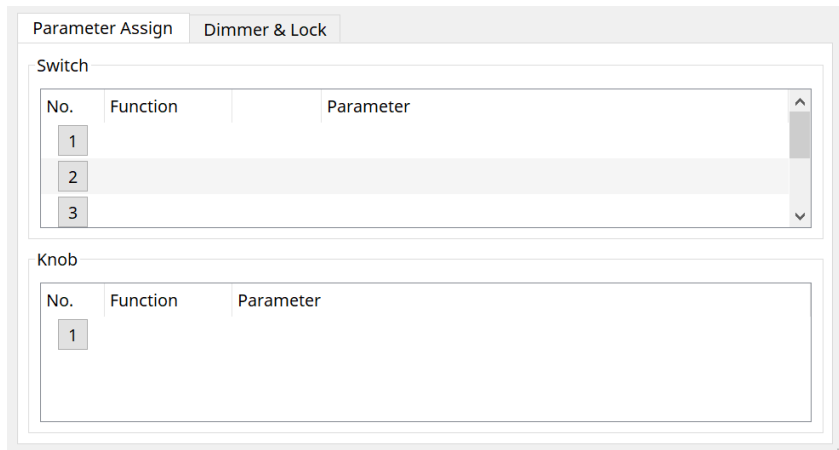 Parameter Assign Dimmer & Lock
Switch
No. Function Parameter
1
2
3
Knob
No. Function Parameter
1